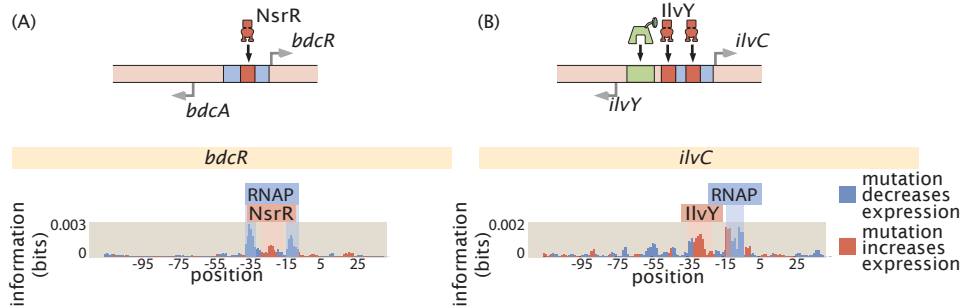 (A)
NsrR
bdcR
bdcA
bdcR
RNAP
NsrR
information
(bits)
0.003
0
-95 -75 -55 -35 -15 5 25
position
(B)
IlvY
ilvC
ilvY
ilvC
RNAP
IlvY
information
(bits)
0.002
0
-95 -75 -55 -35 -15 5 25
position
mutation
decreases
expression
mutation
increases
expression